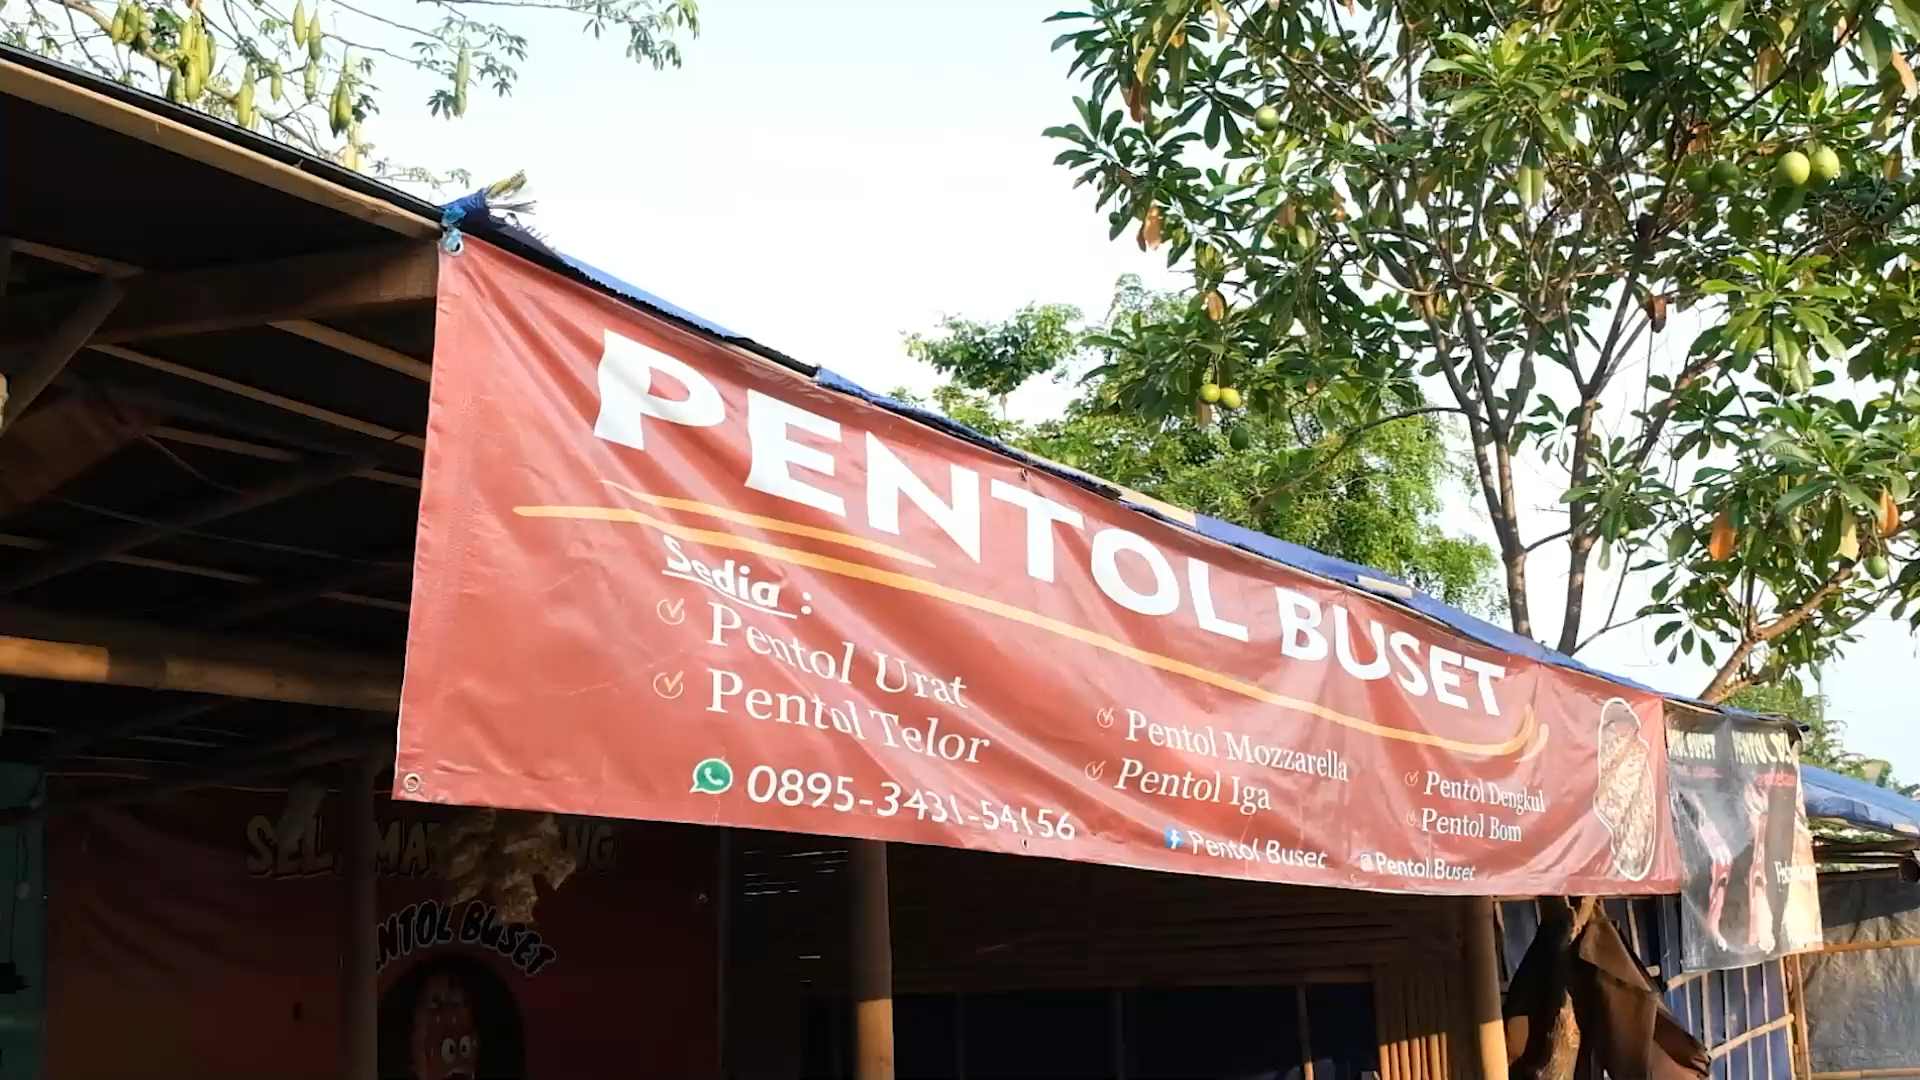 PENTOL BUSET
Sedia :
Pentol Urat
Pentol Telor
Pentol Mozzarella
Pentol Iga
Pentol Dengkul
Pentol Bom
0895-3431-54156
Pentol Buset
Pentol.Buset
PENTOL BUSET